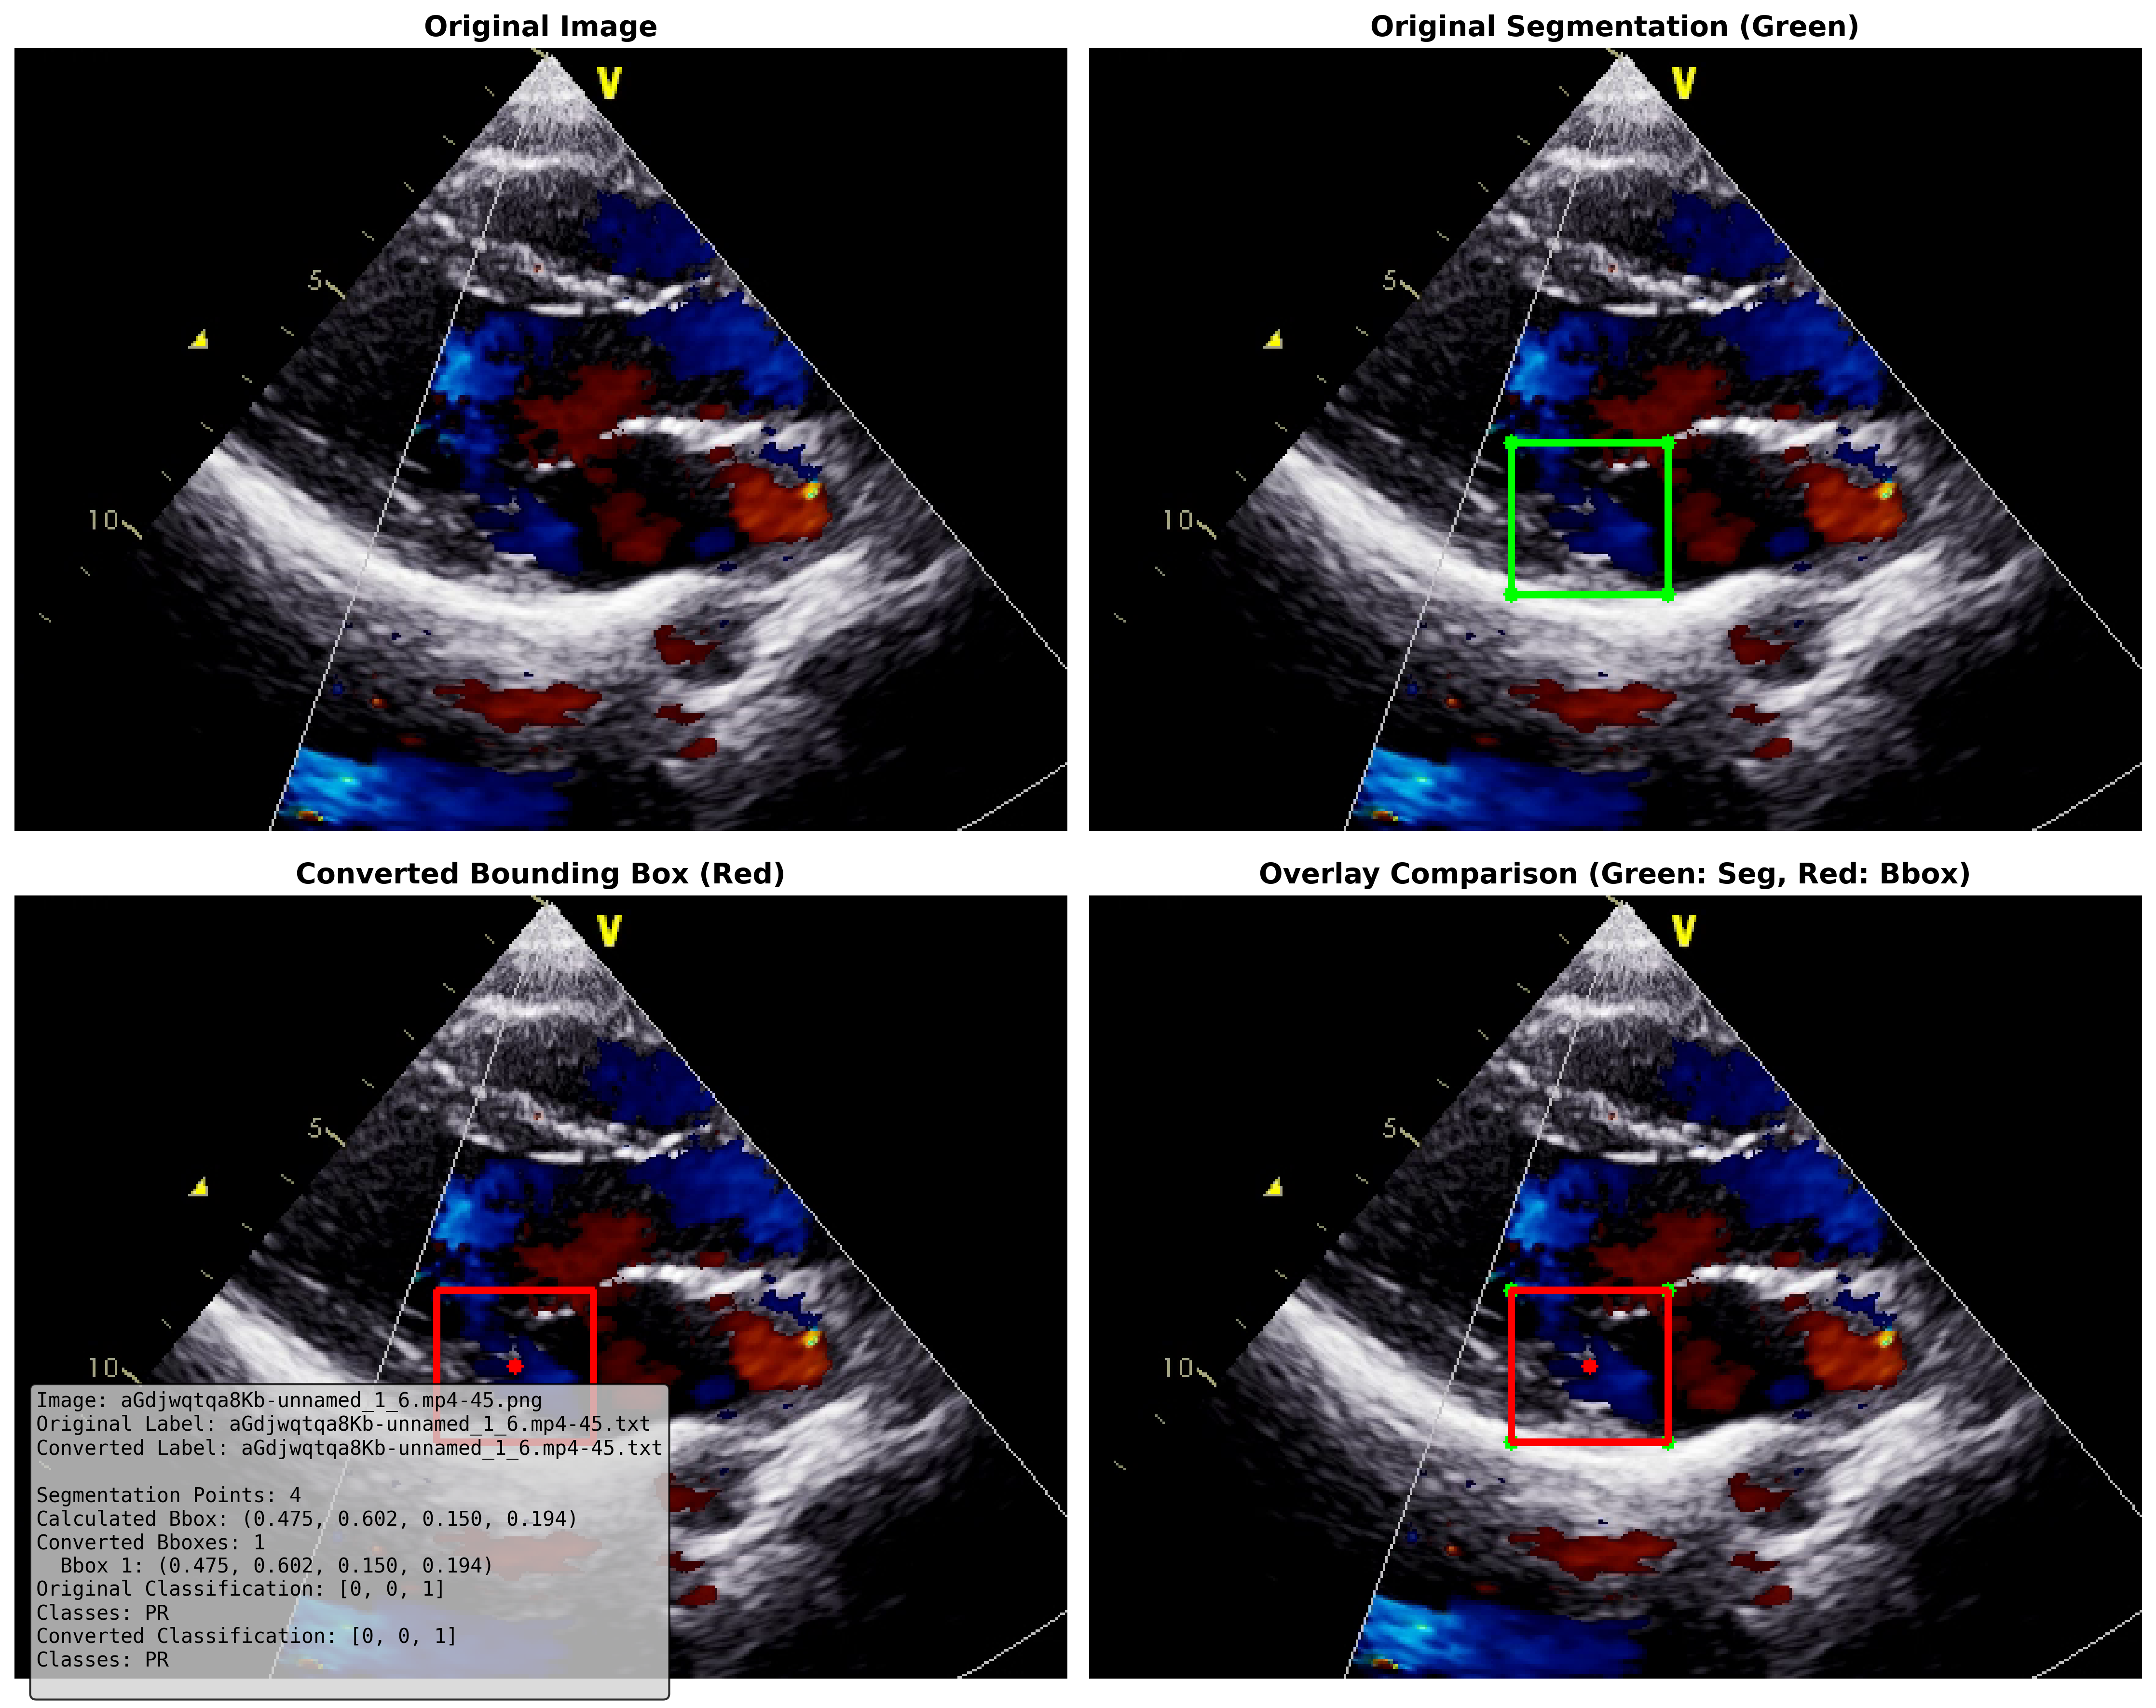 Original Image
Original Segmentation (Green)
V
5
10
V
5
10
Converted Bounding Box (Red)
Overlay Comparison (Green: Seg, Red: Bbox)
V
5
10
V
5
10
Image: aGdjwqtqa8Kb-unnamed_1_6.mp4-45.png
Original Label: aGdjwqtqa8Kb-unnamed_1_6.mp4-45.txt
Converted Label: aGdjwqtqa8Kb-unnamed_1_6.mp4-45.txt
Segmentation Points: 4
Calculated Bbox: (0.475, 0.602, 0.150, 0.194)
Converted Bboxes: 1
Bbox 1: (0.475, 0.602, 0.150, 0.194)
Original Classification: [0, 0, 1]
Classes: PR
Converted Classification: [0, 0, 1]
Classes: PR